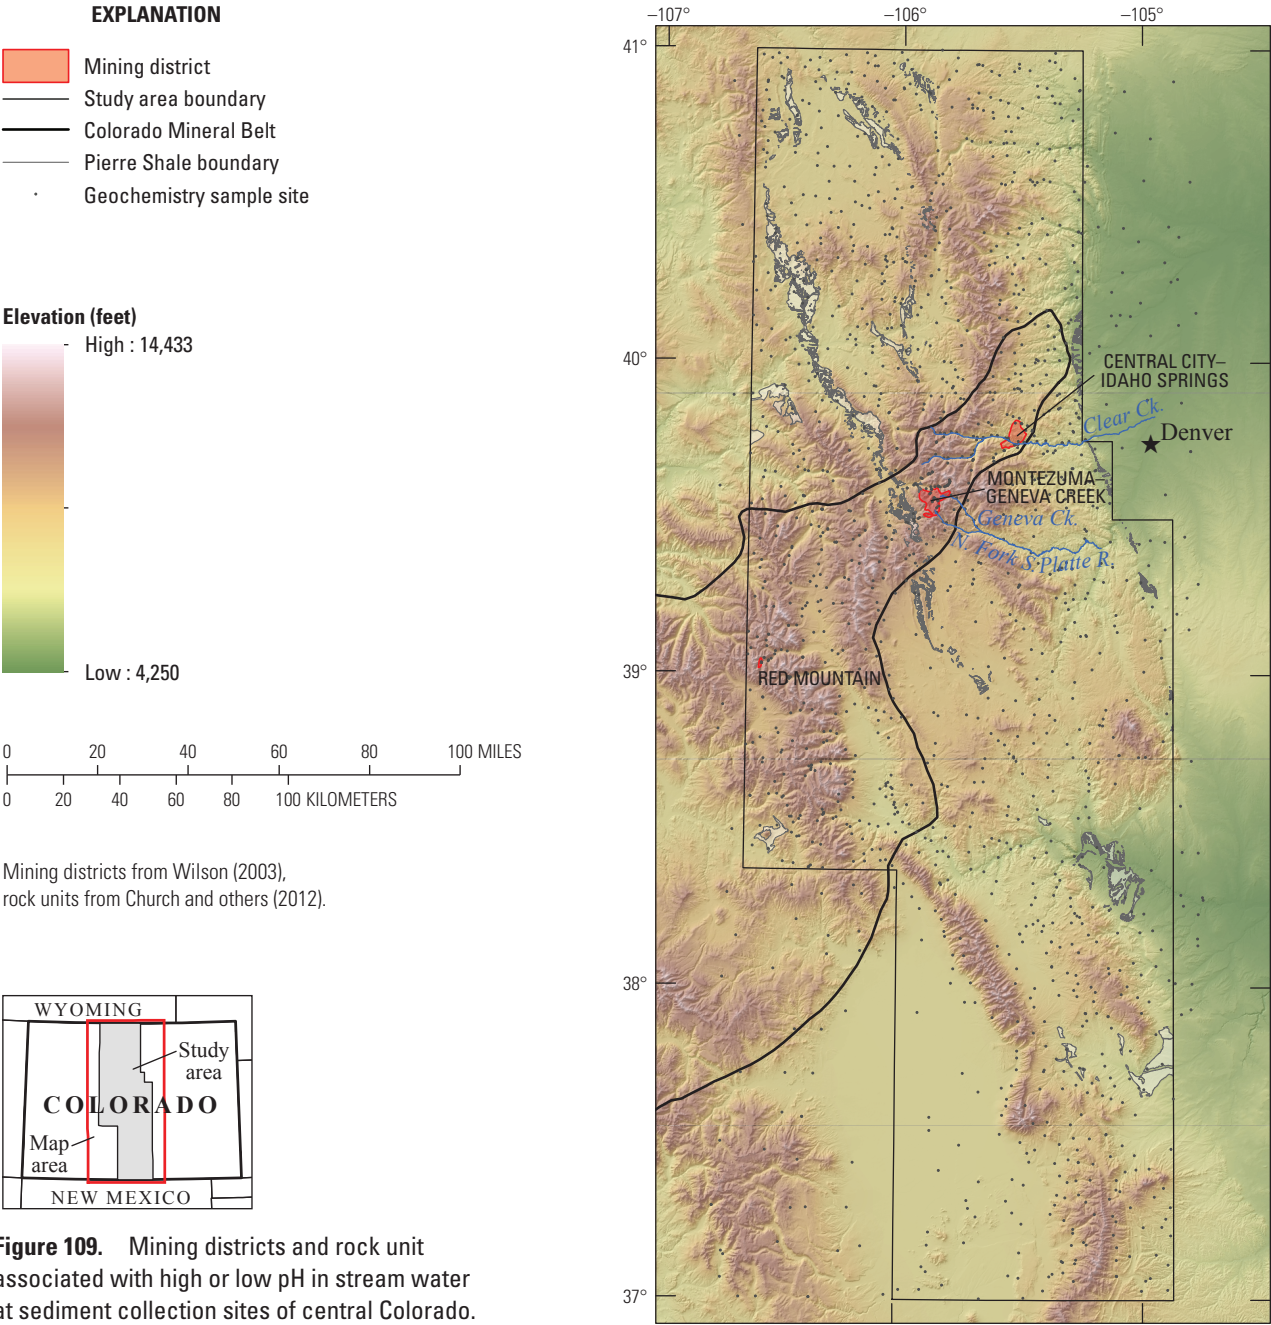 EXPLANATION
Mining district
Study area boundary
Colorado Mineral Belt
Pierre Shale boundary
Geochemistry sample site
Elevation (feet)
High : 14,433
Low : 4,250
0 20 40 60 80 100 MILES
0 20 40 60 80 100 KILOMETERS
Mining districts from Wilson (2003),
rock units from Church and others (2012).
WYOMING
Study
area
COLORADO
Map
area
NEW MEXICO
Figure 109. Mining districts and rock unit
associated with high or low pH in stream water
at sediment collection sites of central Colorado.
–107° –106° –105°
41°
40°
39°
38°
37°
CENTRAL CITY–
IDAHO SPRINGS
Clear Ck.
Denver
MONTEZUMA–
GENEVA CREEK
Geneva Ck.
N. Fork S. Platte R.
RED MOUNTAIN